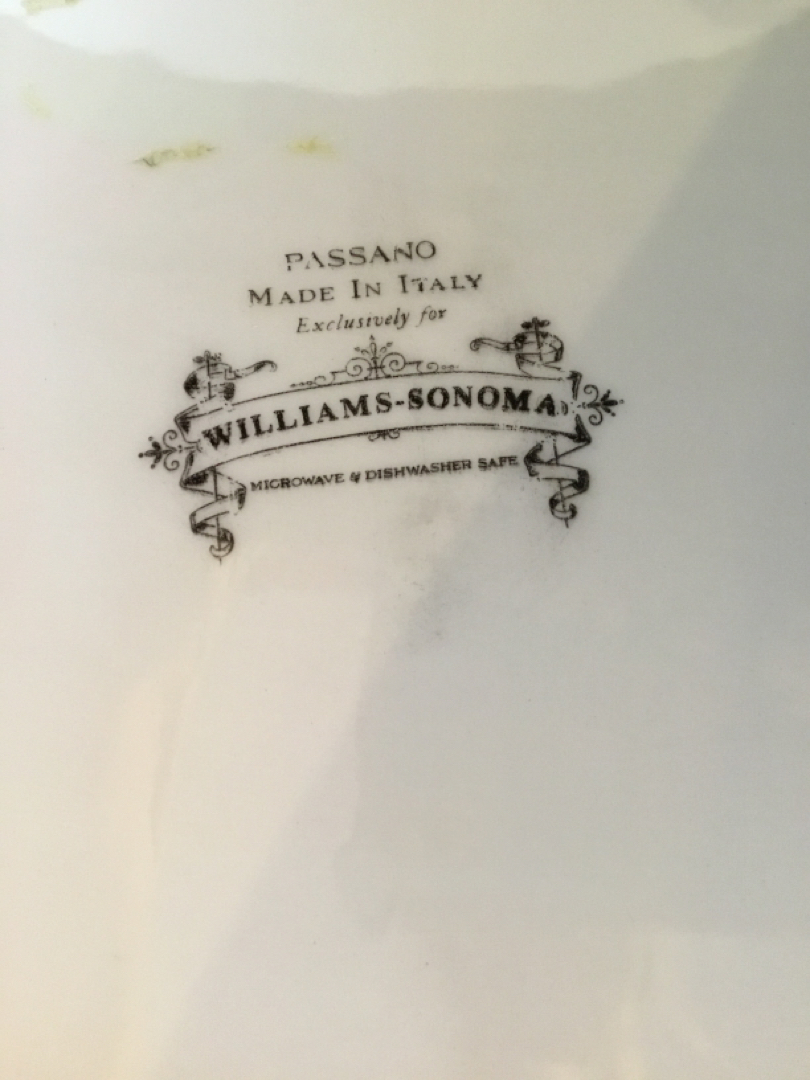 PASSANO
MADE IN ITALY
Exclusively for
WILLIAMS-SONOMA
MICROWAVE & DISHWASHER SAFE